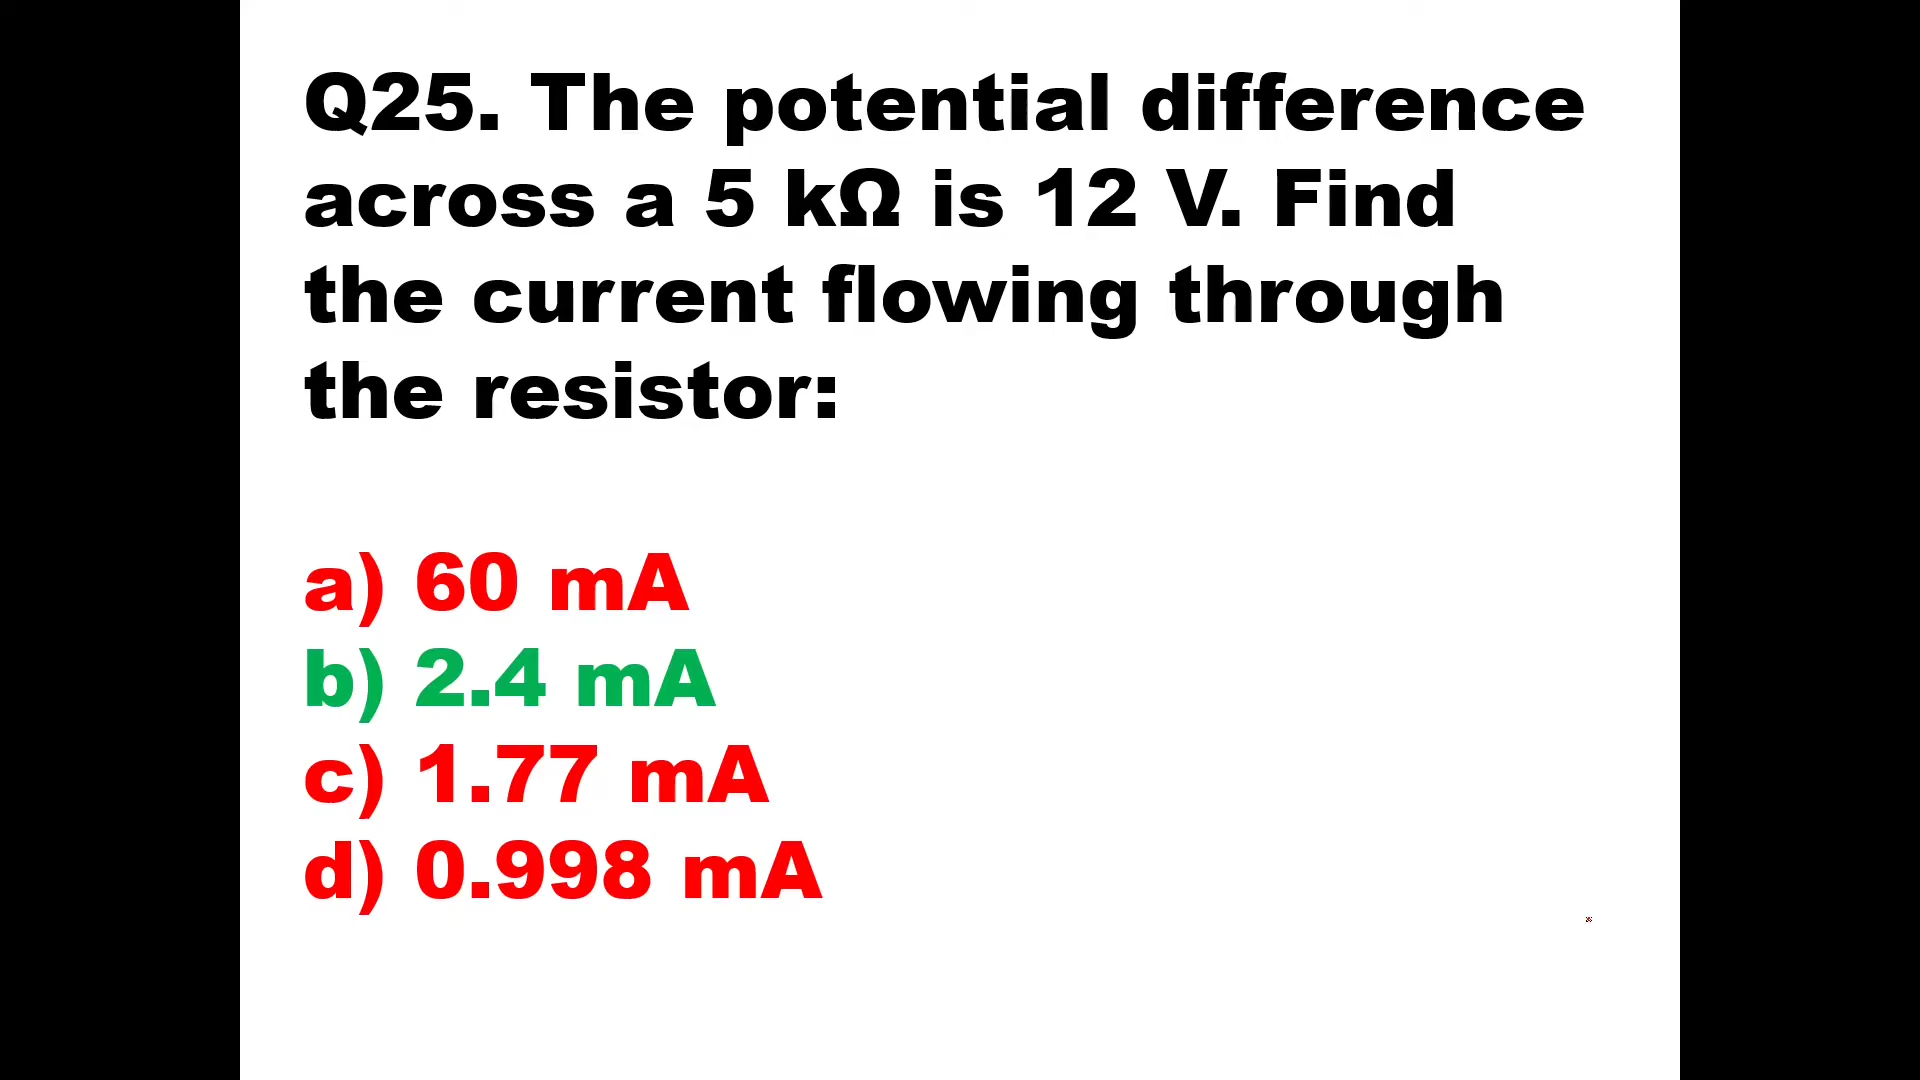 Q25. The potential difference
across a 5 kΩ is 12 V. Find
the current flowing through
the resistor:
a) 60 mA
b) 2.4 mA
c) 1.77 mA
d) 0.998 mA